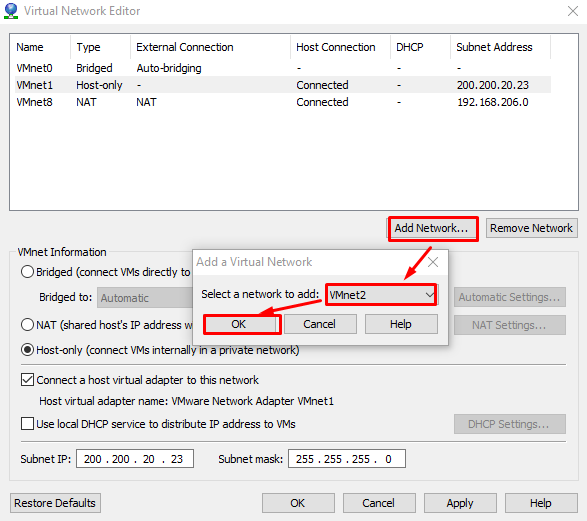 Virtual Network Editor
Name Type External Connection Host Connection DHCP Subnet Address
VMnet0 Bridged Auto-bridging - - -
VMnet1 Host-only - Connected - 200.200.20.23
VMnet8 NAT NAT Connected - 192.168.206.0
Add Network... Remove Network
VMnet Information
Add a Virtual Network
Bridged (connect VMs directly to
Select a network to add: VMnet2
Bridged to: Automatic Automatic Settings...
OK Cancel Help
NAT (shared host's IP address w NAT Settings...
Host-only (connect VMs internally in a private network)
Connect a host virtual adapter to this network
Host virtual adapter name: VMware Network Adapter VMnet1
Use local DHCP service to distribute IP address to VMs DHCP Settings...
Subnet IP: 200 . 200 . 20 . 23 Subnet mask: 255 . 255 . 255 . 0
Restore Defaults OK Cancel Apply Help